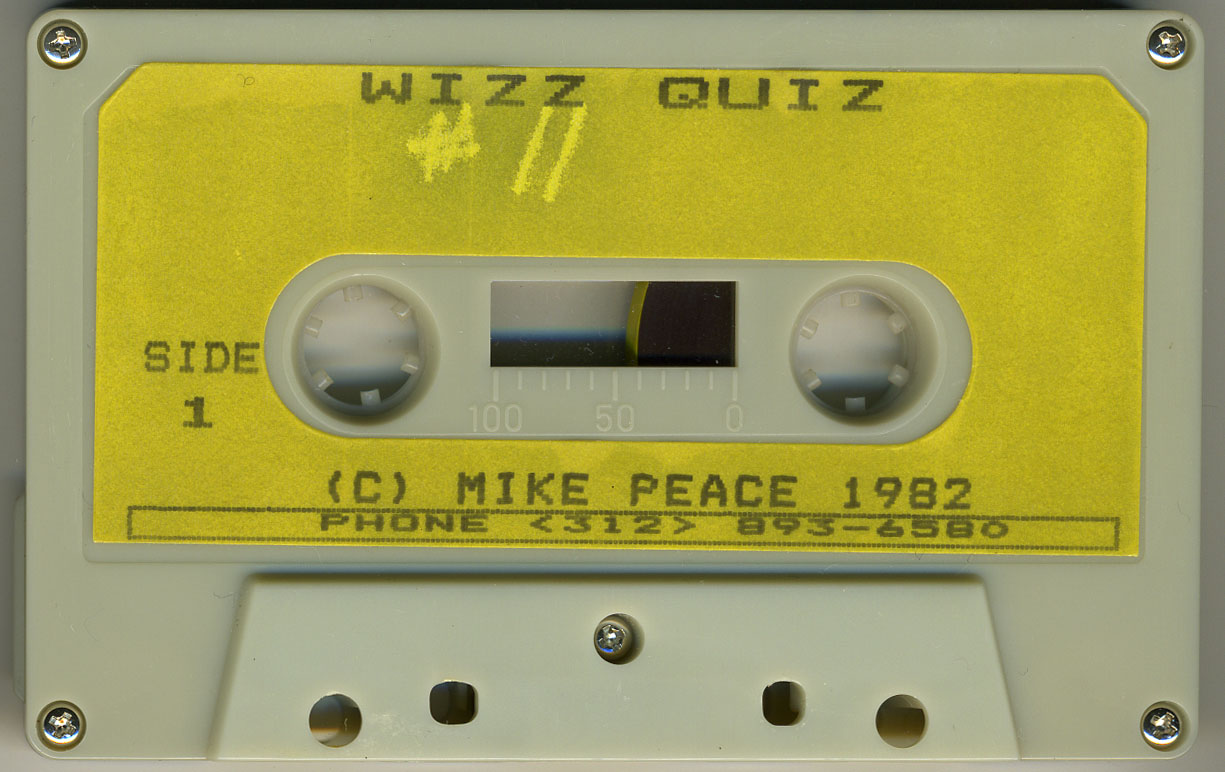 WIZZ QUIZ
# 11
SIDE
1
100 50 0
(C) MIKE PEACE 1982
PHONE <312> 893-6580